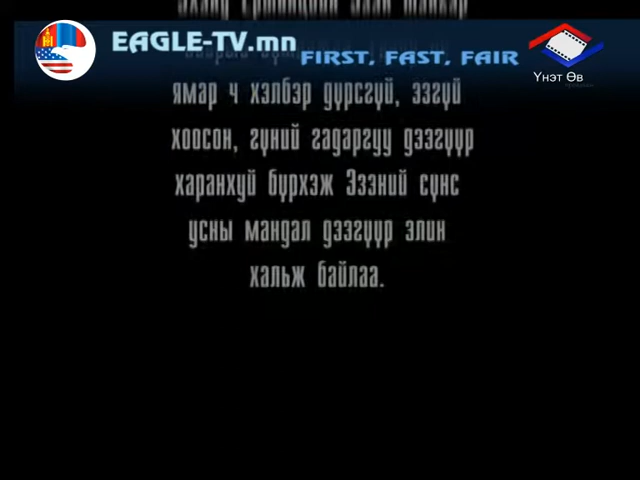 EAGLE-TV.mn
FIRST, FAST, FAIR
Үнэт Өв
ямар ч хэлбэр дүрсгүй, эзгүй
хоосон, гүний гадаргуу дээгүүр
харанхуй бүрхэж Эзэний сүнс
усны мандал дээгүүр элин
хальж байлаа.